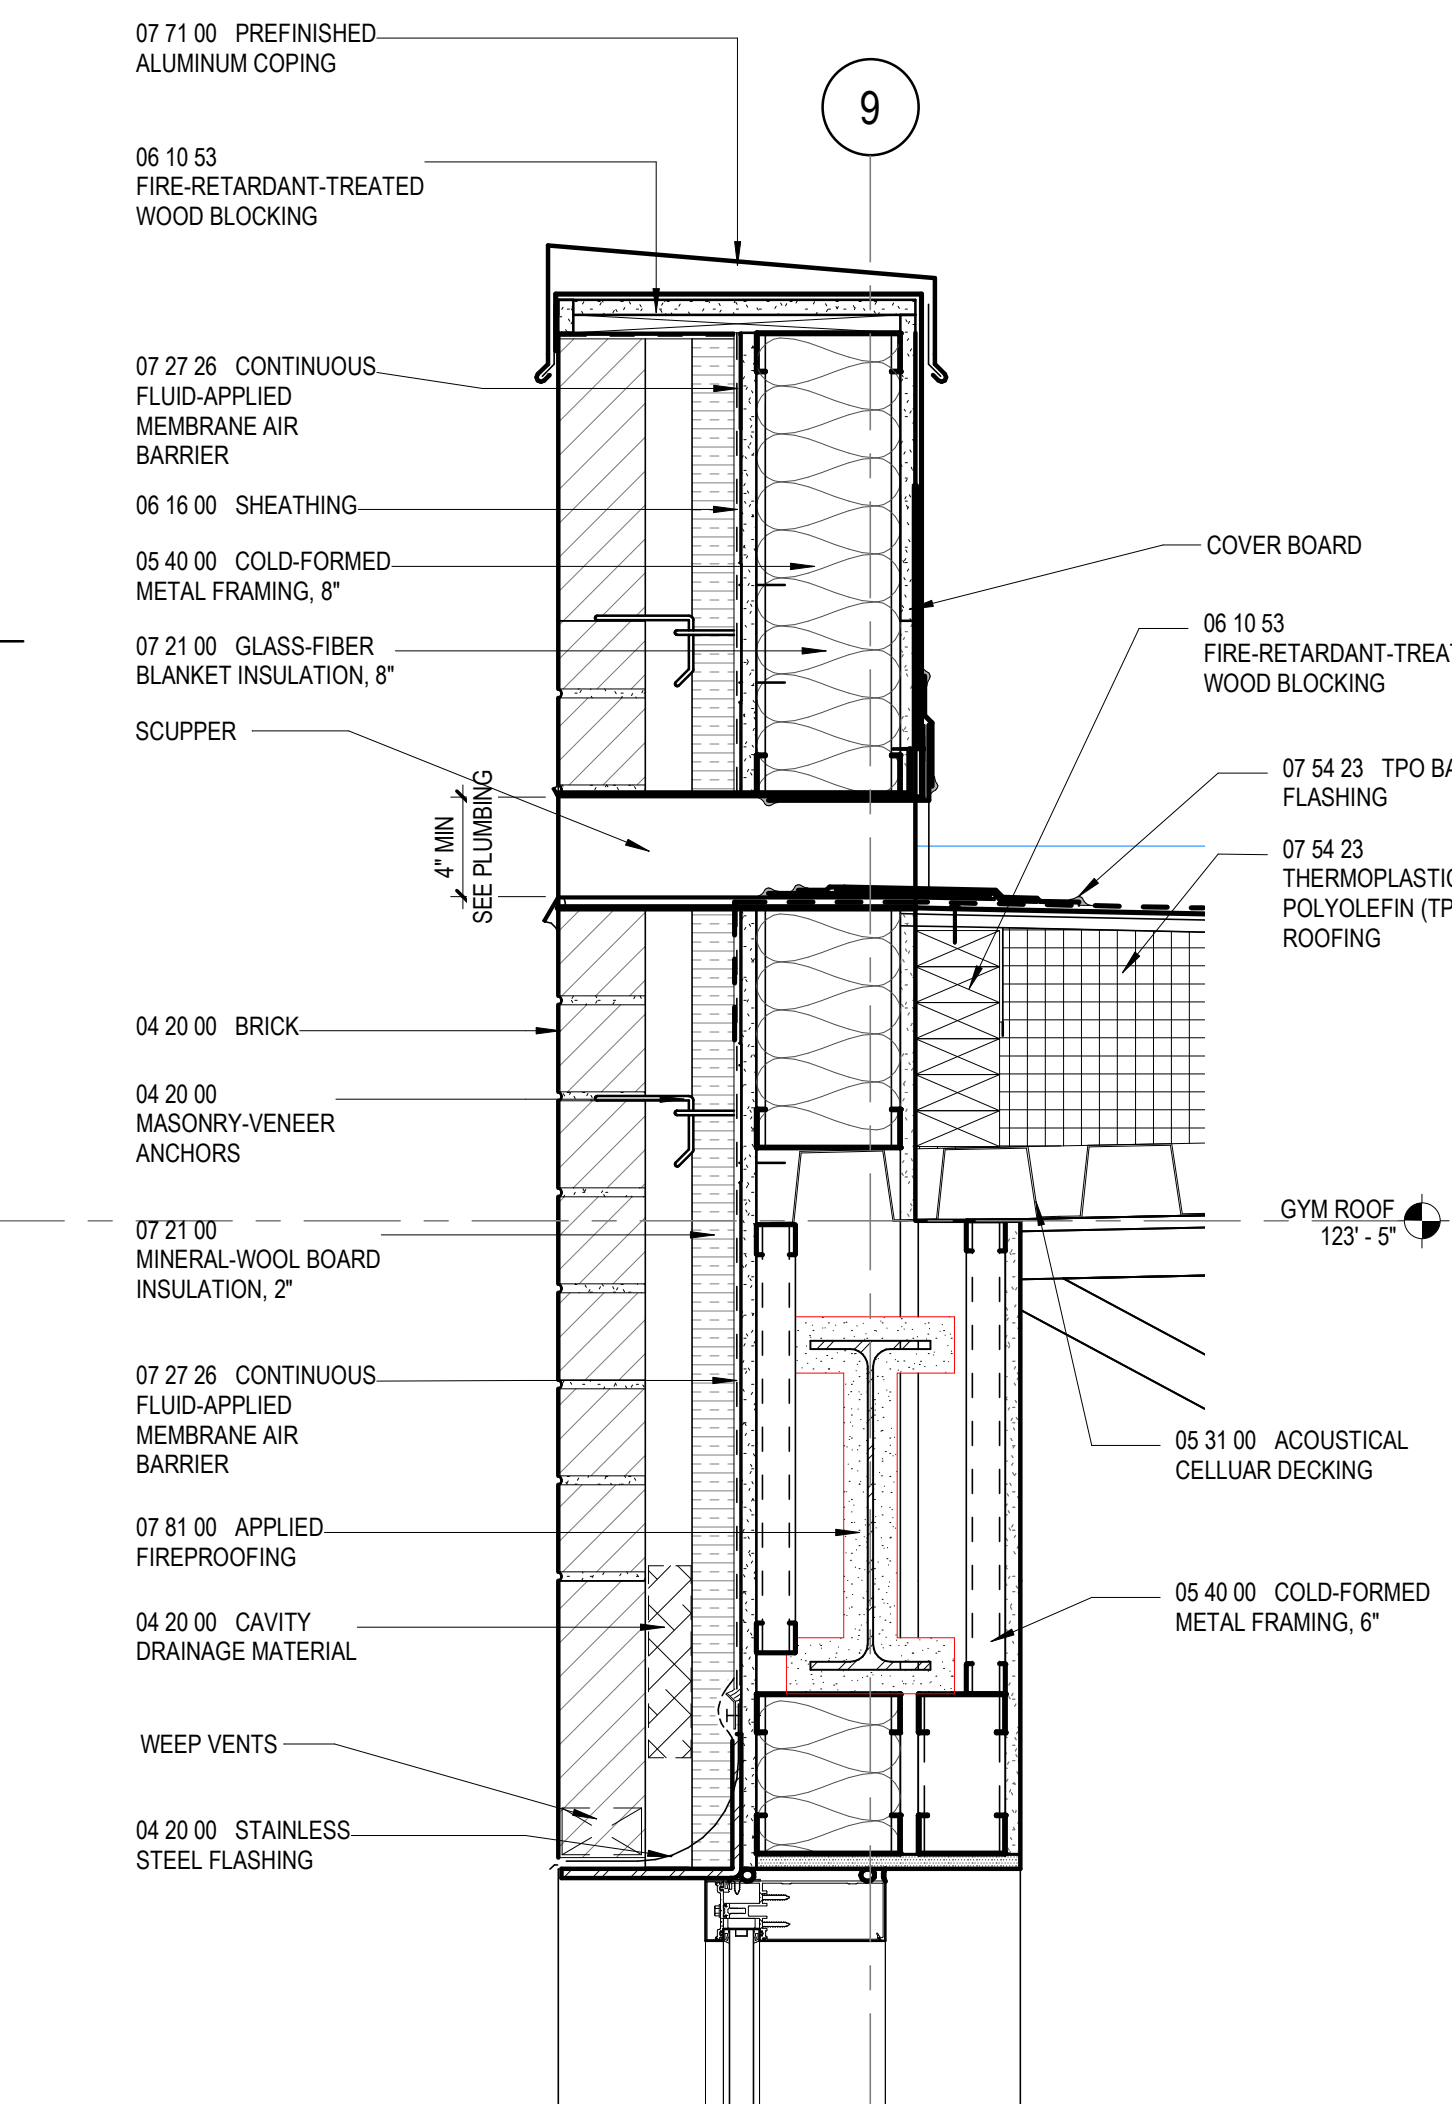 07 71 00 PREFINISHED
ALUMINUM COPING
9
06 10 53
FIRE-RETARDANT-TREATED
WOOD BLOCKING
07 27 26 CONTINUOUS
FLUID-APPLIED
MEMBRANE AIR
BARRIER
06 16 00 SHEATHING
05 40 00 COLD-FORMED
METAL FRAMING, 8"
07 21 00 GLASS-FIBER
BLANKET INSULATION, 8"
SCUPPER
4" MIN
SEE PLUMBING
04 20 00 BRICK
04 20 00
MASONRY-VENEER
ANCHORS
07 21 00
MINERAL-WOOL BOARD
INSULATION, 2"
07 27 26 CONTINUOUS
FLUID-APPLIED
MEMBRANE AIR
BARRIER
07 81 00 APPLIED
FIREPROOFING
04 20 00 CAVITY
DRAINAGE MATERIAL
WEEP VENTS
04 20 00 STAINLESS
STEEL FLASHING
COVER BOARD
06 10 53
FIRE-RETARDANT-TREA
WOOD BLOCKING
07 54 23 TPO BA
FLASHING
07 54 23
THERMOPLASTIC
POLYOLEFIN (TP
ROOFING
GYM ROOF
123' - 5"
05 31 00 ACOUSTICAL
CELLUAR DECKING
05 40 00 COLD-FORMED
METAL FRAMING, 6"